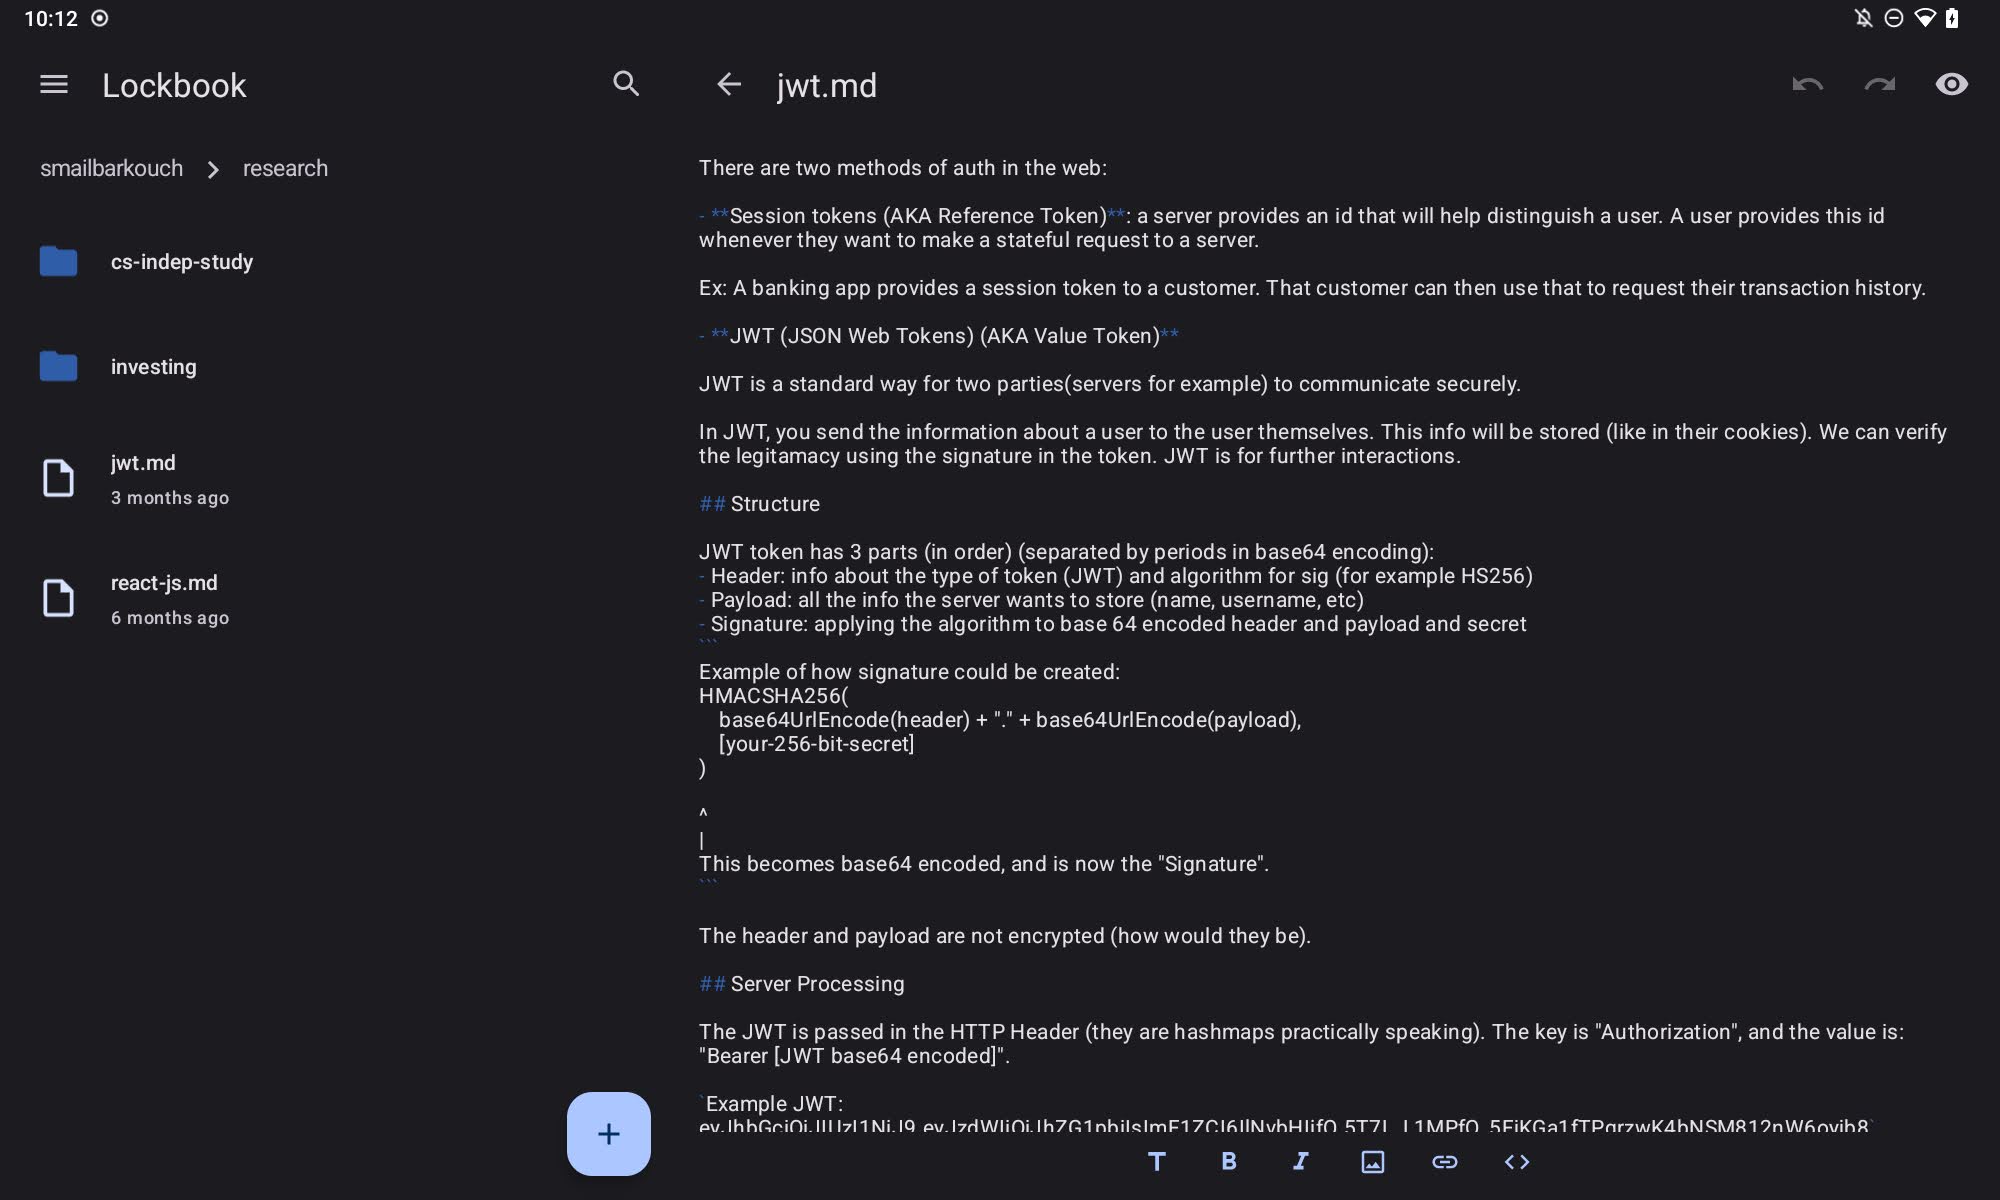 10:12
Lockbook
smailbarkouch > research
cs-indep-study
investing
jwt.md
3 months ago
react-js.md
6 months ago
jwt.md
There are two methods of auth in the web:
- **Session tokens (AKA Reference Token)**: a server provides an id that will help distinguish a user. A user provides this id
whenever they want to make a stateful request to a server.
Ex: A banking app provides a session token to a customer. That customer can then use that to request their transaction history.
- **JWT (JSON Web Tokens) (AKA Value Token)**
JWT is a standard way for two parties(servers for example) to communicate securely.
In JWT, you send the information about a user to the user themselves. This info will be stored (like in their cookies). We can verify
the legitamacy using the signature in the token. JWT is for further interactions.
## Structure
JWT token has 3 parts (in order) (separated by periods in base64 encoding):
- Header: info about the type of token (JWT) and algorithm for sig (for example HS256)
- Payload: all the info the server wants to store (name, username, etc)
- Signature: applying the algorithm to base 64 encoded header and payload and secret
```
Example of how signature could be created:
HMACSHA256(
base64UrlEncode(header) + "." + base64UrlEncode(payload),
[your-256-bit-secret]
)
^
|
This becomes base64 encoded, and is now the "Signature".
```
The header and payload are not encrypted (how would they be).
## Server Processing
The JWT is passed in the HTTP Header (they are hashmaps practically speaking). The key is "Authorization", and the value is:
"Bearer [JWT base64 encoded]".
`Example JWT:
T B I <>